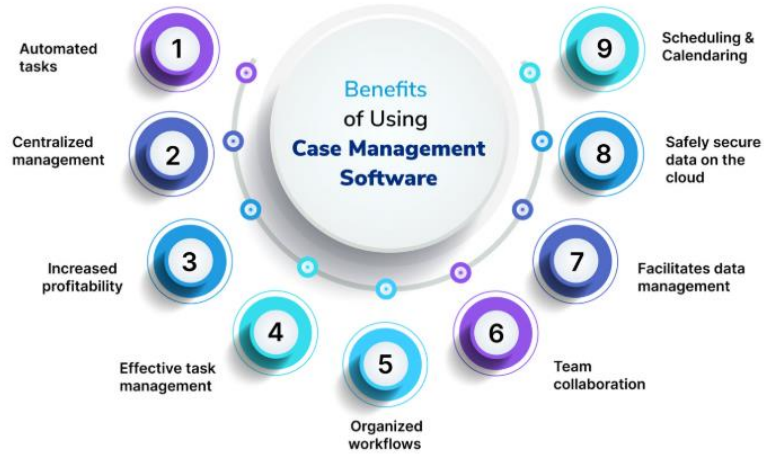 Benefits
of Using
Case Management
Software
1
Automated
tasks
2
Centralized
management
3
Increased
profitability
4
Effective task
management
5
Organized
workflows
6
Team
collaboration
7
Facilitates data
management
8
Safely secure
data on the
cloud
9
Scheduling &
Calendaring